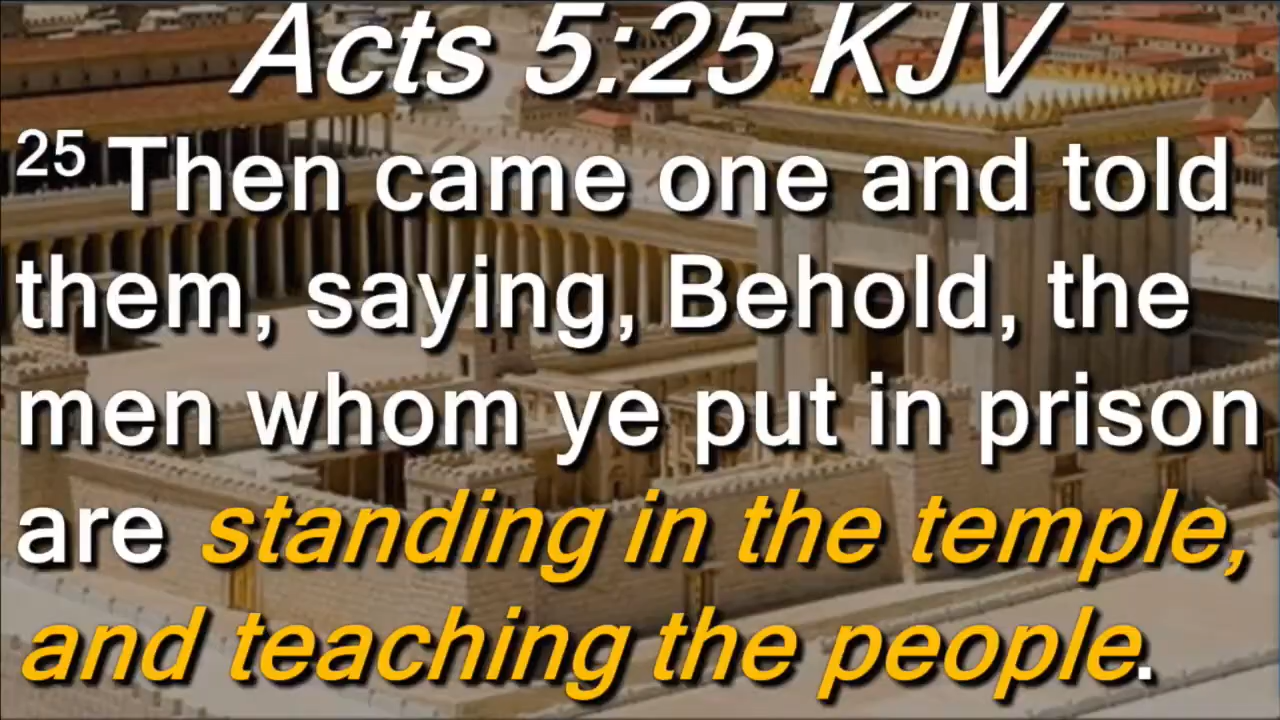 Acts 5:25 KJV
25 Then came one and told
them, saying, Behold, the
men whom ye put in prison
are standing in the temple,
and teaching the people.